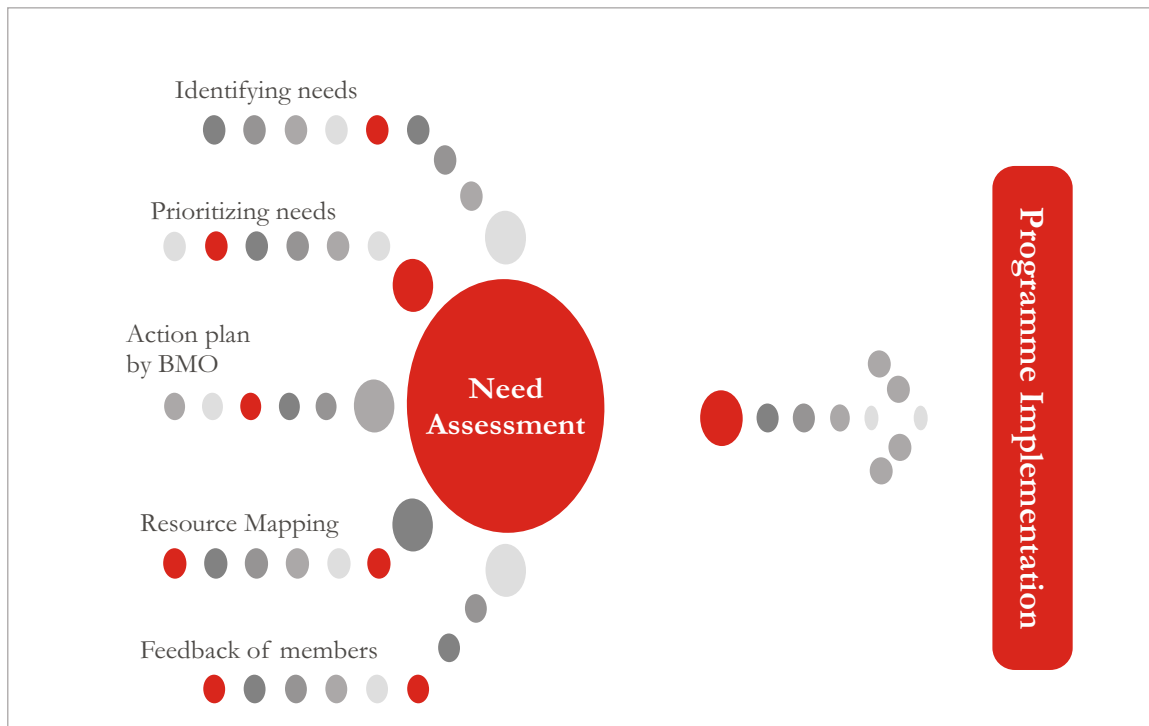 Identifying needs
Prioritizing needs
Action plan
by BMO
Need
Assessment
Resource Mapping
Feedback of members
Programme Implementation